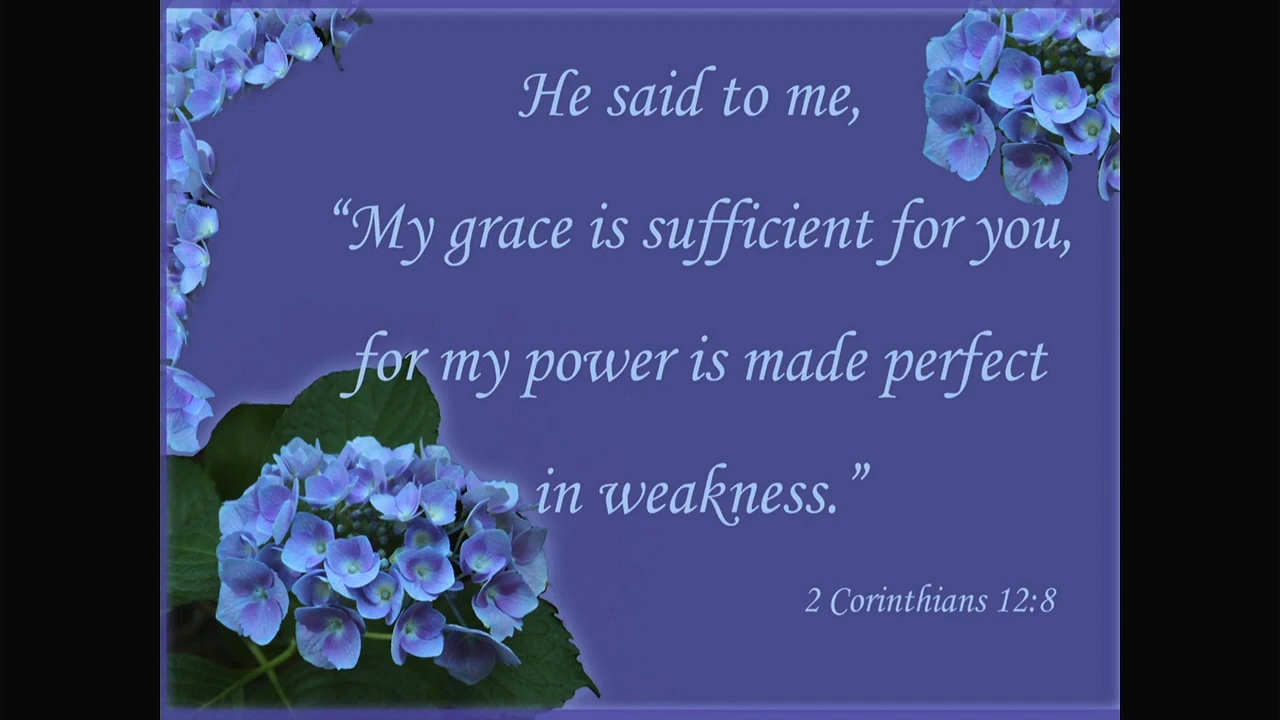 He said to me,
“My grace is sufficient for you,
for my power is made perfect
in weakness.”
2 Corinthians 12:8